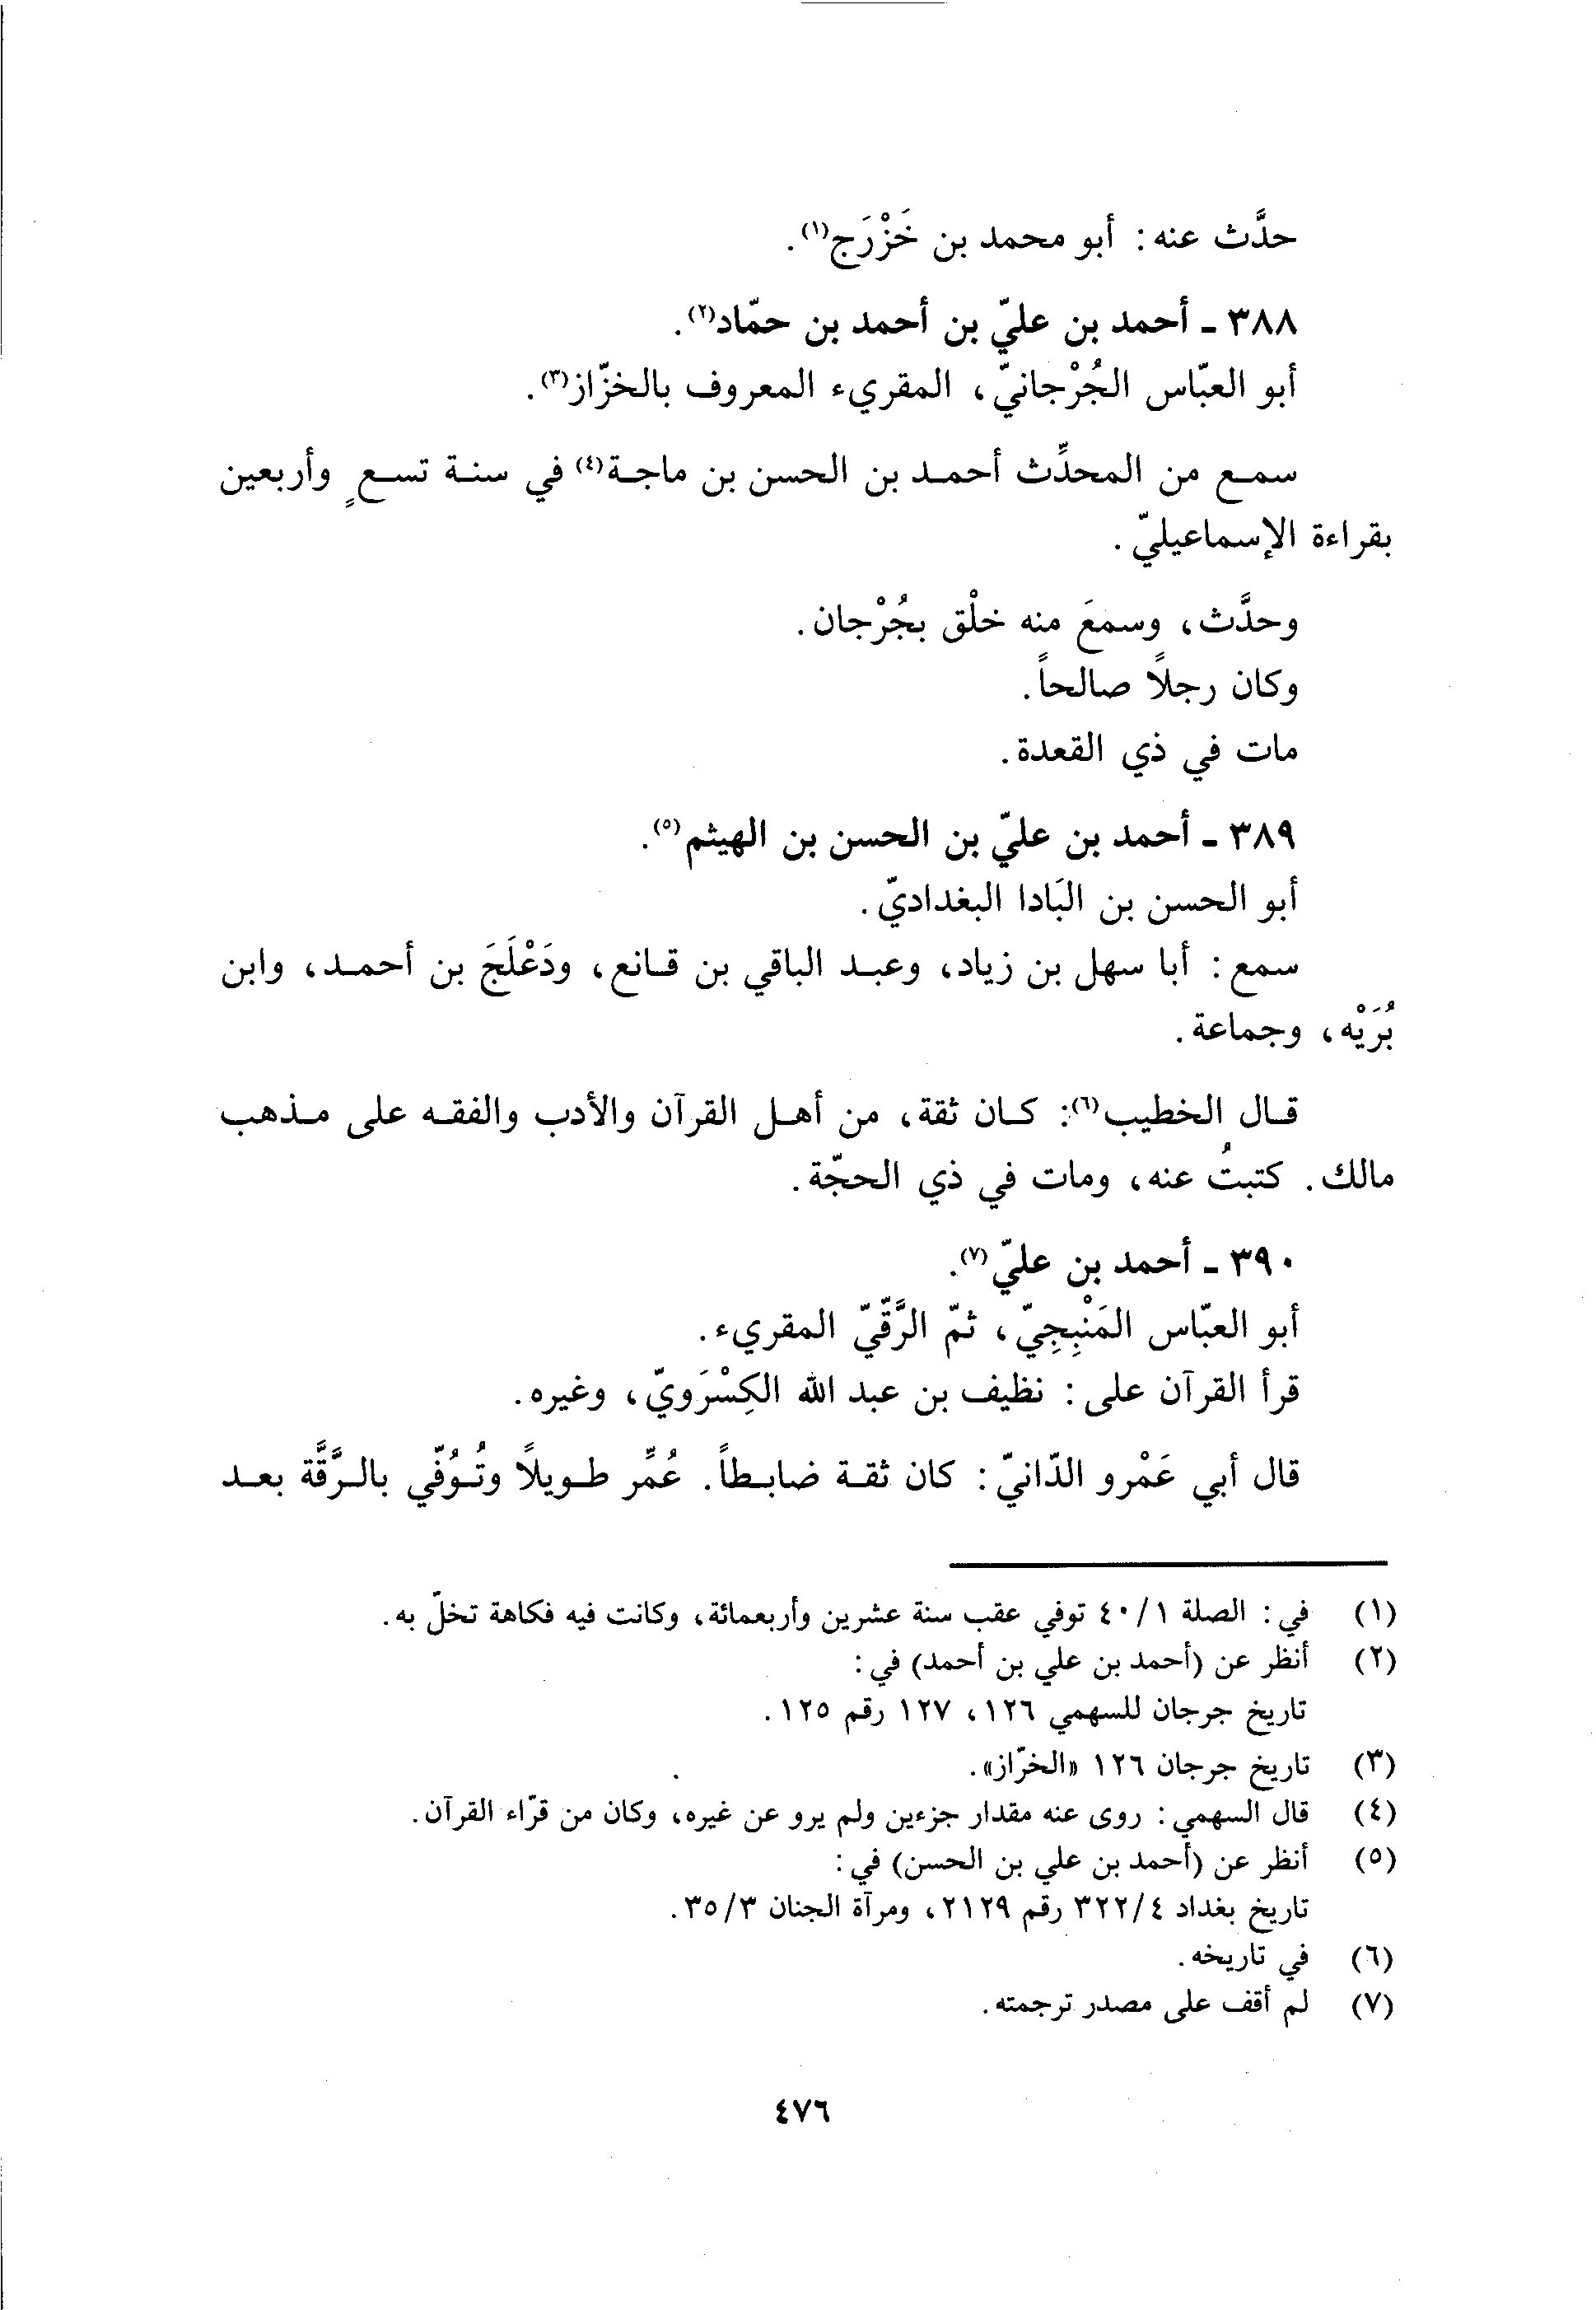 حدَّث عنه: أبو محمد بن خَزْرَج(١).
٣٨٨ ـ أحمد بن عليّ بن أحمد بن حمّاد(٢).
أبو العبّاس الجُرْجانيّ، المقريء المعروف بالخزّاز(٣).
سمع من المحدِّث أحمد بن الحسن بن ماجة(٤) في سنة تسعٍ وأربعين
بقراءة الإسماعيليّ.
وحدَّث، وسمعَ منه خلْق بجُرْجان.
وكان رجلاً صالحاً.
مات في ذي القعدة.
٣٨٩ ـ أحمد بن عليّ بن الحسن بن الهيثم(٥).
أبو الحسن بن البَادا البغداديّ.
سمع: أبا سهل بن زياد، وعبد الباقي بن قانع، ودَعْلَجَ بن أحمد، وابن
بُرَيْه، وجماعة.
قال الخطيب(٦): كان ثقة، من أهل القرآن والأدب والفقه على مذهب
مالك. كتبتُ عنه، ومات في ذي الحجّة.
٣٩٠ ـ أحمد بن عليّ(٧).
أبو العبّاس المَنْبِجِيّ، ثمّ الرَّقّيّ المقريء.
قرأ القرآن على: نظيف بن عبد الله الكِسْرَويّ، وغيره.
قال أبي عَمْرو الدّانيّ: كان ثقة ضابطاً. عُمِّر طويلاً وتُوُفّي بالرَّقَّة بعد
(١) في: الصلة ٤٠/١ توفي عقب سنة عشرين وأربعمائة، وكانت فيه فكاهة تخلّ به.
(٢) أنظر عن (أحمد بن علي بن أحمد) في:
تاريخ جرجان للسهمي ١٢٦، ١٢٧ رقم ١٢٥.
(٣) تاريخ جرجان ١٢٦ «الخرّاز».
(٤) قال السهمي: روى عنه مقدار جزءين ولم يرو عن غيره، وكان من قرّاء القرآن.
(٥) أنظر عن (أحمد بن علي بن الحسن) في:
تاريخ بغداد ٣٢٢/٤ رقم ٢١٢٩، ومرآة الجنان ٣٥/٣.
(٦) في تاريخه.
(٧) لم أقف على مصدر ترجمته.
٤٧٦